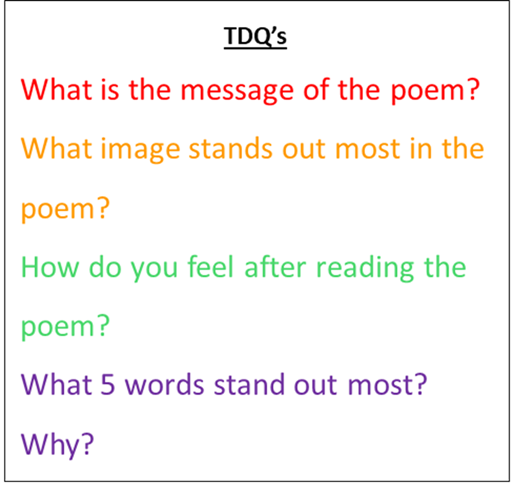 TDQ's
What is the message of the poem?
What image stands out most in the
poem?
How do you feel after reading the
poem?
What 5 words stand out most?
Why?